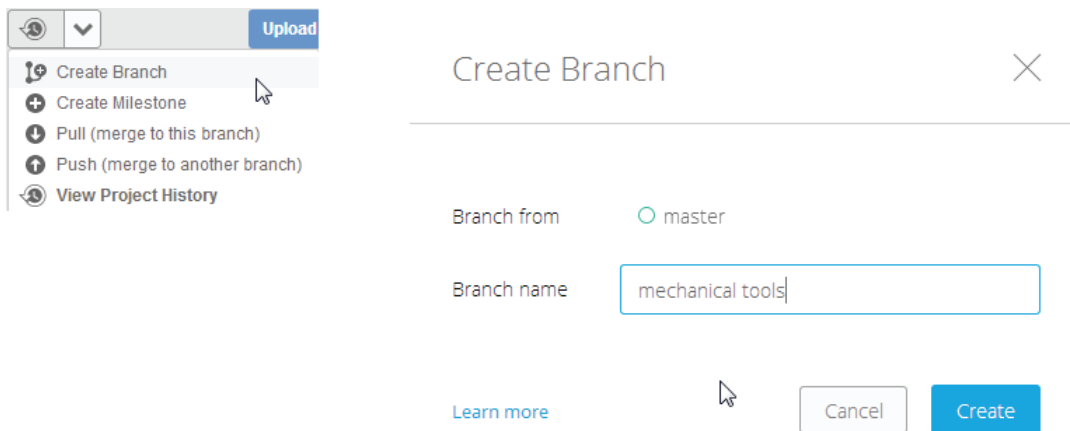 Upload
Create Branch
Create Milestone
Pull (merge to this branch)
Push (merge to another branch)
View Project History
Create Branch
Branch from master
Branch name mechanical tools
Learn more Cancel Create